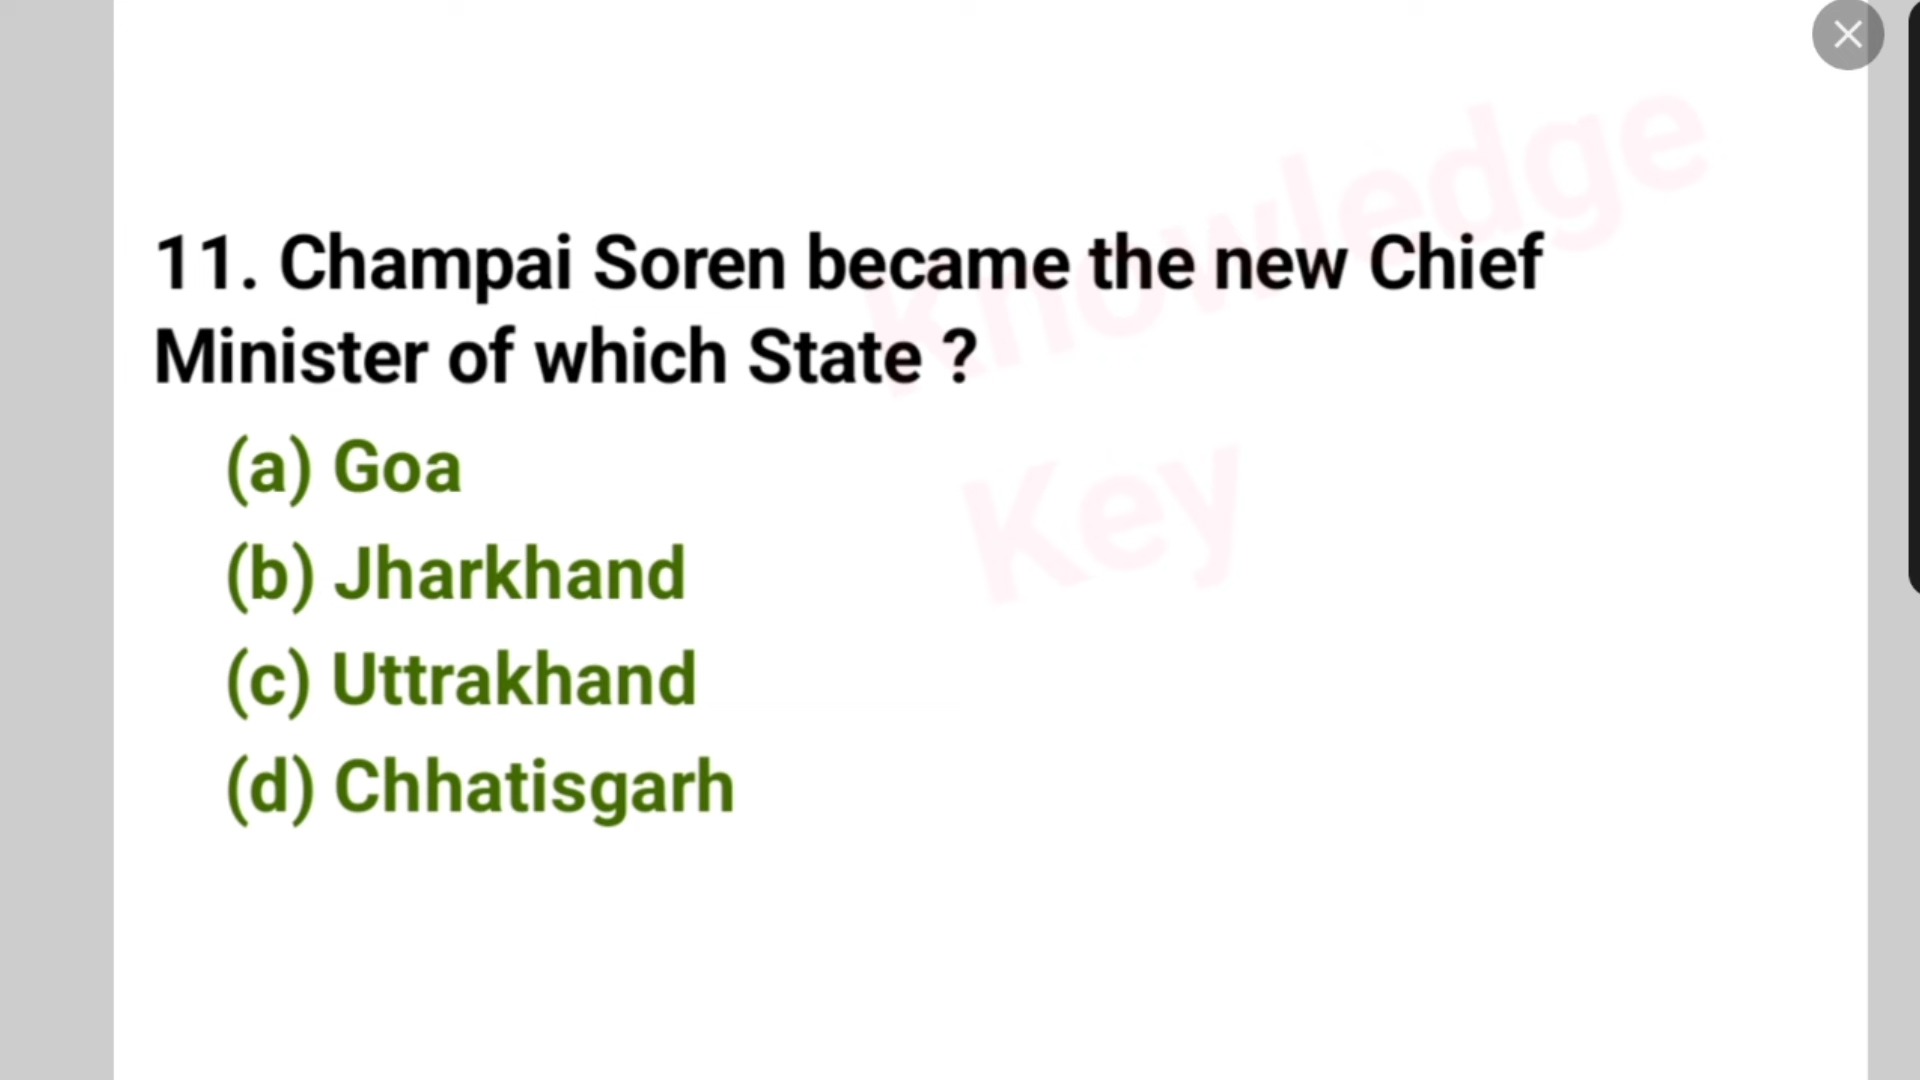 Knowledge
11. Champai Soren became the new Chief
Minister of which State ?
Key
(a) Goa
(b) Jharkhand
(c) Uttrakhand
(d) Chhatisgarh